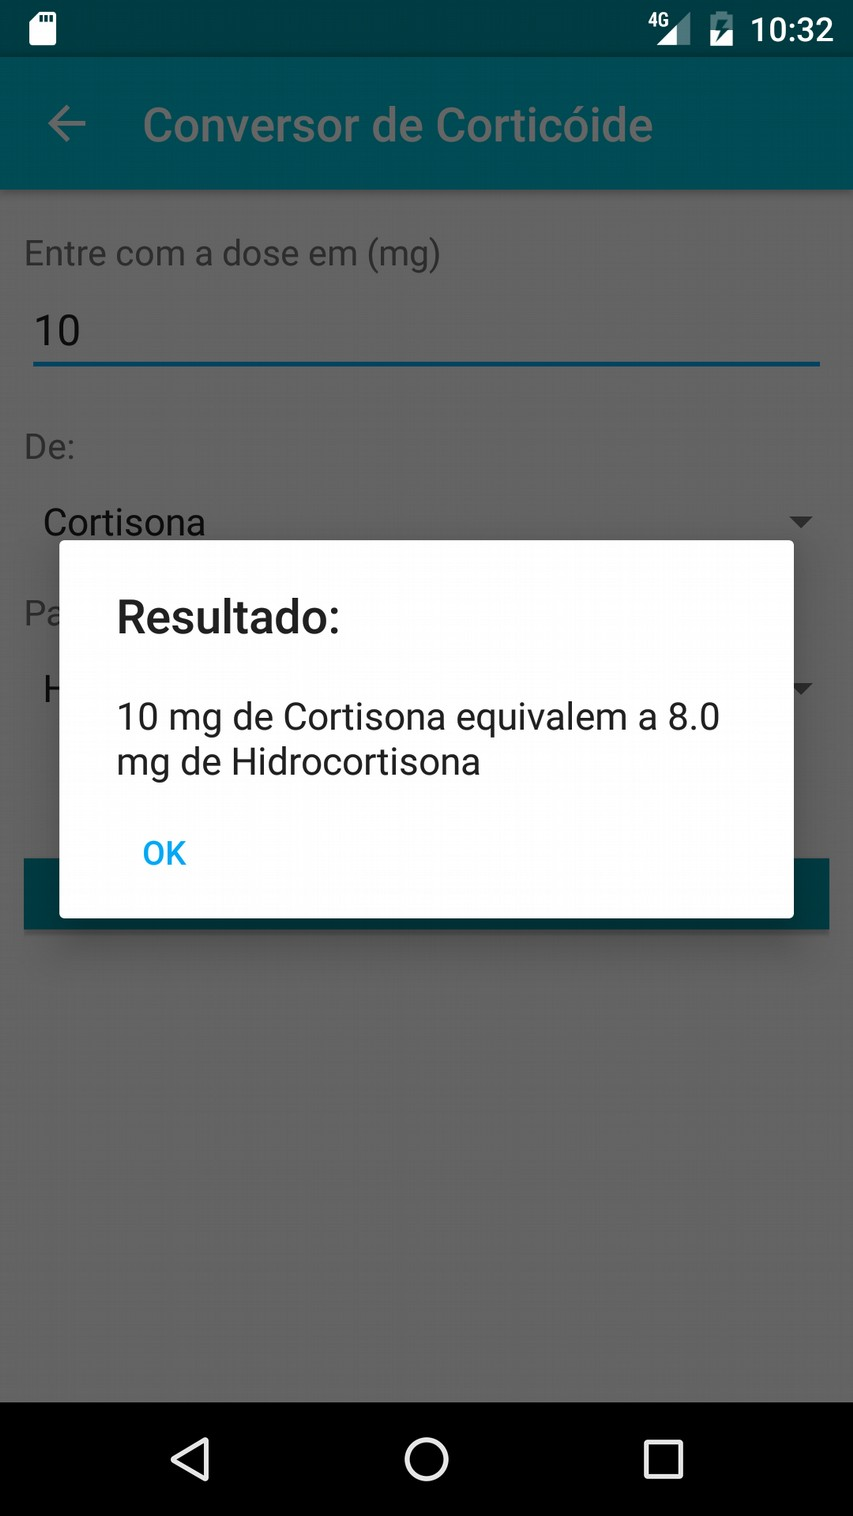 4G 10:32
Conversor de Corticóide
Entre com a dose em (mg)
10
De:
Cortisona
Resultado:
10 mg de Cortisona equivalem a 8.0
mg de Hidrocortisona
OK